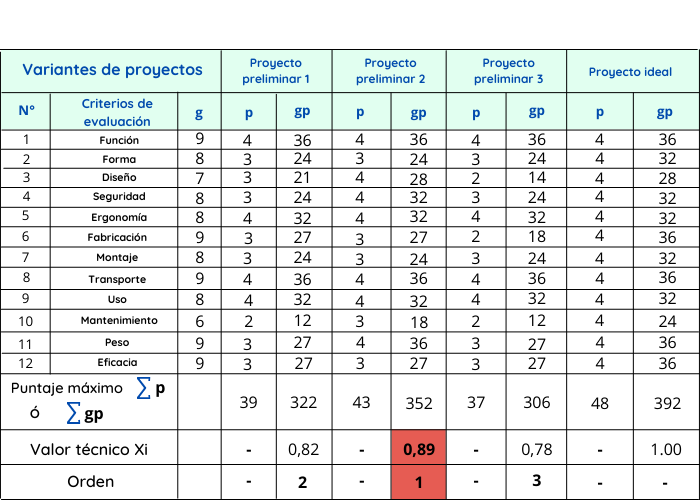 Variantes de proyectos Proyecto preliminar 1 Proyecto preliminar 2 Proyecto preliminar 3 Proyecto ideal
N° Criterios de evaluación g p gp p gp p gp p gp
1 Función 9 4 36 4 36 4 36 4 36
2 Forma 8 3 24 3 24 3 24 4 32
3 Diseño 7 3 21 4 28 2 14 4 28
4 Seguridad 8 3 24 4 32 3 24 4 32
5 Ergonomía 8 4 32 4 32 4 32 4 32
6 Fabricación 9 3 27 3 27 2 18 4 36
7 Montaje 8 3 24 3 24 3 24 4 32
8 Transporte 9 4 36 4 36 4 36 4 36
9 Uso 8 4 32 4 32 4 32 4 32
10 Mantenimiento 6 2 12 3 18 2 12 4 24
11 Peso 9 3 27 4 36 3 27 4 36
12 Eficacia 9 3 27 3 27 3 27 4 36
Puntaje máximo ∑ p ó ∑ gp 39 322 43 352 37 306 48 392
Valor técnico Xi - 0,82 - 0,89 - 0,78 - 1.00
Orden - 2 - 1 - 3 - -